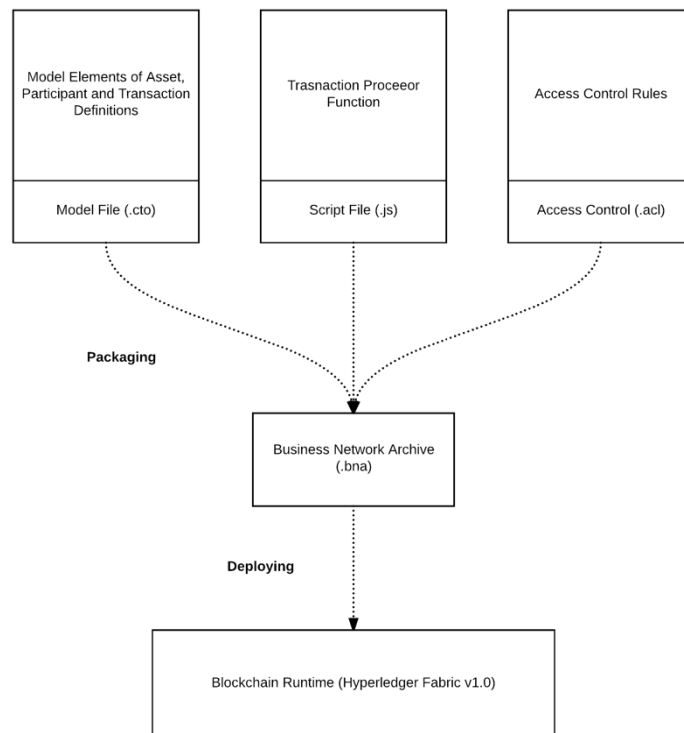 Model Elements of Asset,
Participant and Transaction
Definitions
Model File (.cto)
Trasnaction Proceeor
Function
Script File (.js)
Access Control Rules
Access Control (.acl)
Packaging
Business Network Archive
(.bna)
Deploying
Blockchain Runtime (Hyperledger Fabric v1.0)